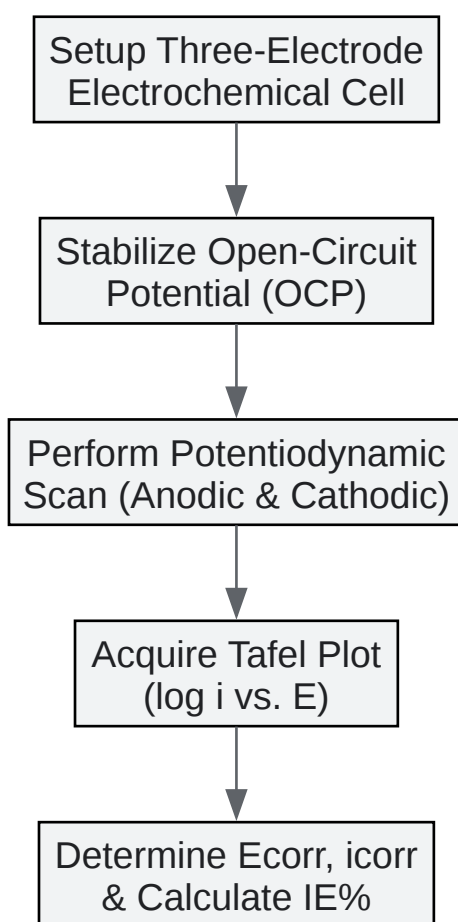 Setup Three-Electrode
Electrochemical Cell
Stabilize Open-Circuit
Potential (OCP)
Perform Potentiodynamic
Scan (Anodic & Cathodic)
Acquire Tafel Plot
(log i vs. E)
Determine Ecorr, icorr
& Calculate IE%